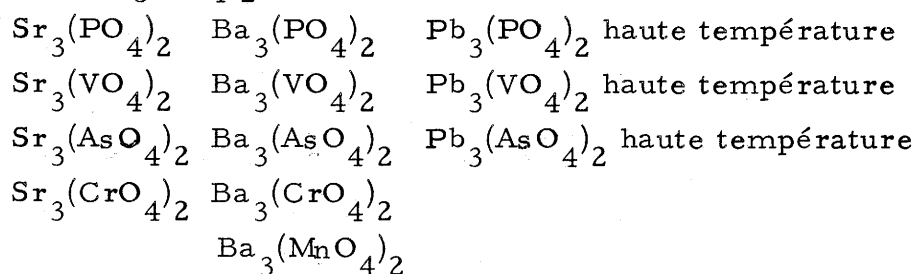 Sr3(PO4)2 Ba3(PO4)2 Pb3(PO4)2 haute température
Sr3(VO4)2 Ba3(VO4)2 Pb3(VO4)2 haute température
Sr3(AsO4)2 Ba3(AsO4)2 Pb3(AsO4)2 haute température
Sr3(CrO4)2 Ba3(CrO4)2
Ba3(MnO4)2